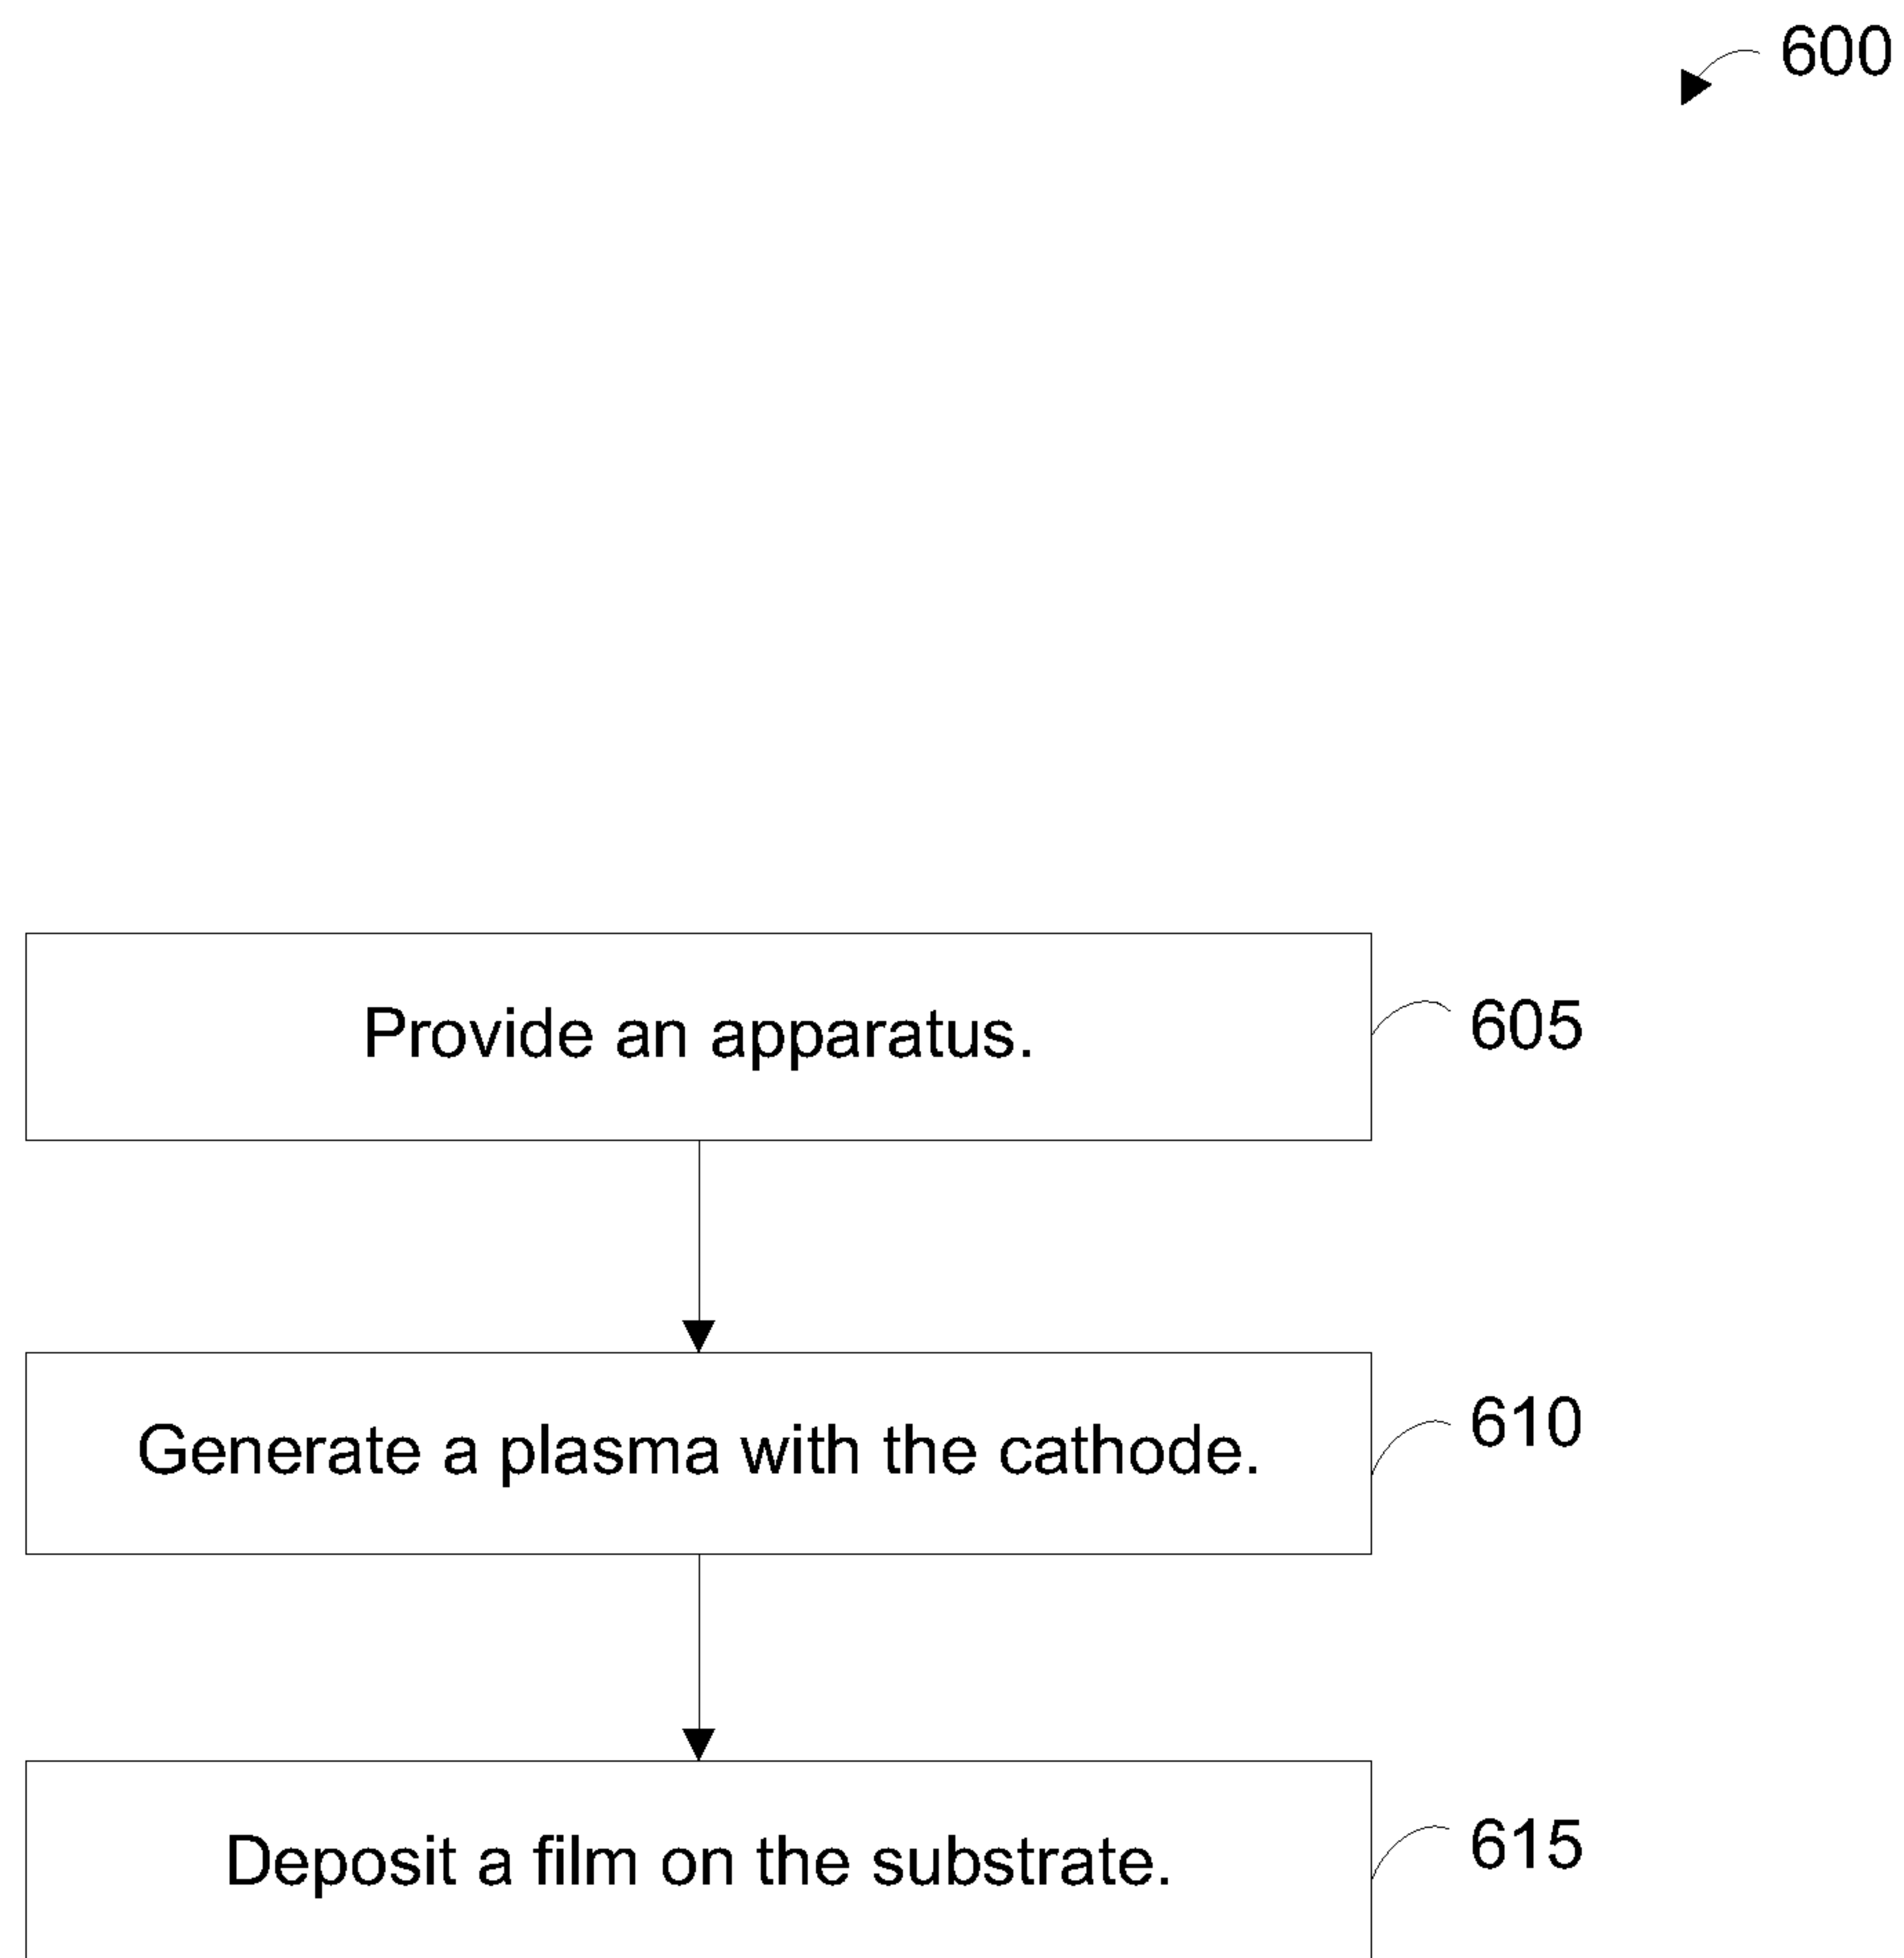 600
Provide an apparatus.
605
Generate a plasma with the cathode.
610
Deposit a film on the substrate.
615